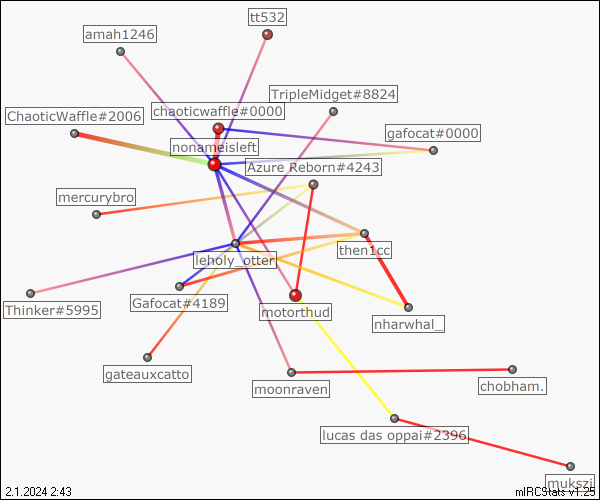 tt532
amah1246
TripleMidget#8824
chaoticwaffle#0000
ChaoticWaffle#2006
gafocat#0000
nonameisleft
Azure Reborn#4243
mercurybro
then1cc
leholy_otter
Thinker#5995
Gafocat#4189
motorthud
nharwhal_
gateauxcatto
moonraven
chobham.
lucas das oppai#2396
mukszi
2.1.2024 2:43
mIRCStats v1.25